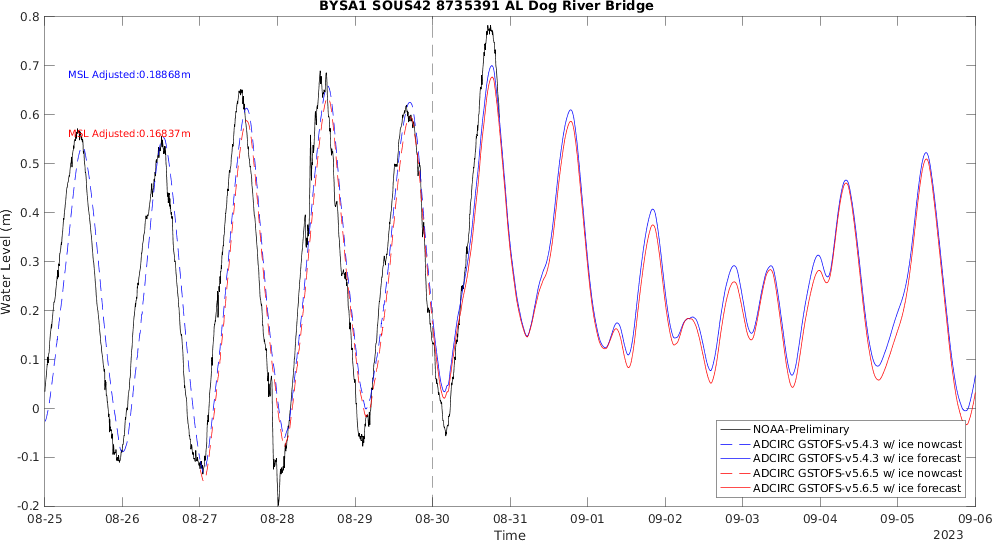 BYSA1 SOUS42 8735391 AL Dog River Bridge
0.8
0.7
0.6
0.5
0.4
0.3
0.2
0.1
0
-0.1
-0.2
Water Level (m)
MSL Adjusted:0.18868m
MSL Adjusted:0.16837m
NOAA-Preliminary
ADCIRC GSTOFS-v5.4.3 w/ ice nowcast
ADCIRC GSTOFS-v5.4.3 w/ ice forecast
ADCIRC GSTOFS-v5.6.5 w/ ice nowcast
ADCIRC GSTOFS-v5.6.5 w/ ice forecast
08-25 08-26 08-27 08-28 08-29 08-30 08-31 09-01 09-02 09-03 09-04 09-05 09-06
Time
2023